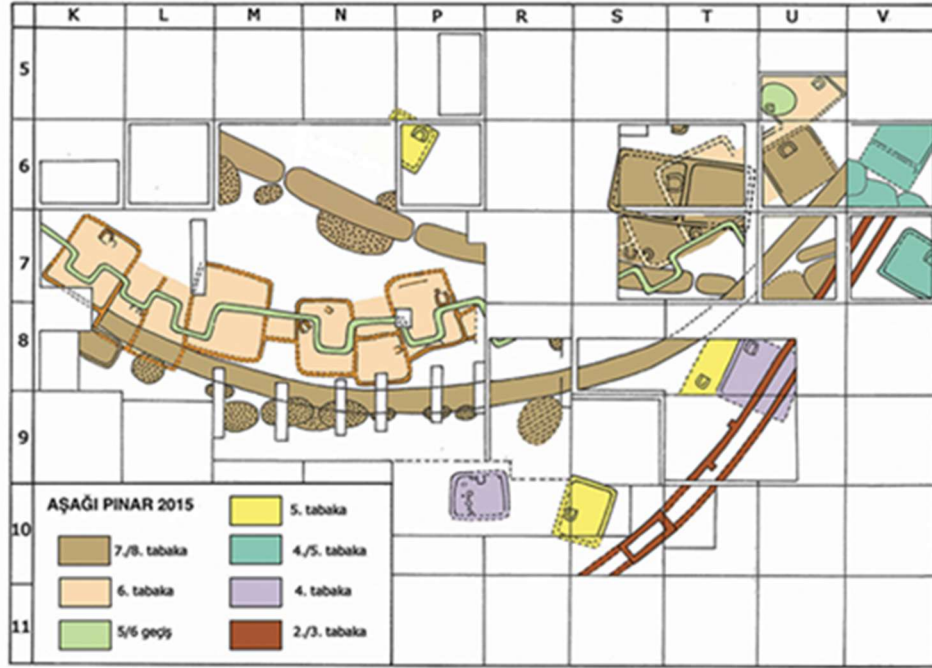 K L M N P R S T U V
5
6
7
8
9
10
11
AŞAĞI PINAR 2015
7./8. tabaka
6. tabaka
5/6 geçiş
5. tabaka
4./5. tabaka
4. tabaka
2./3. tabaka